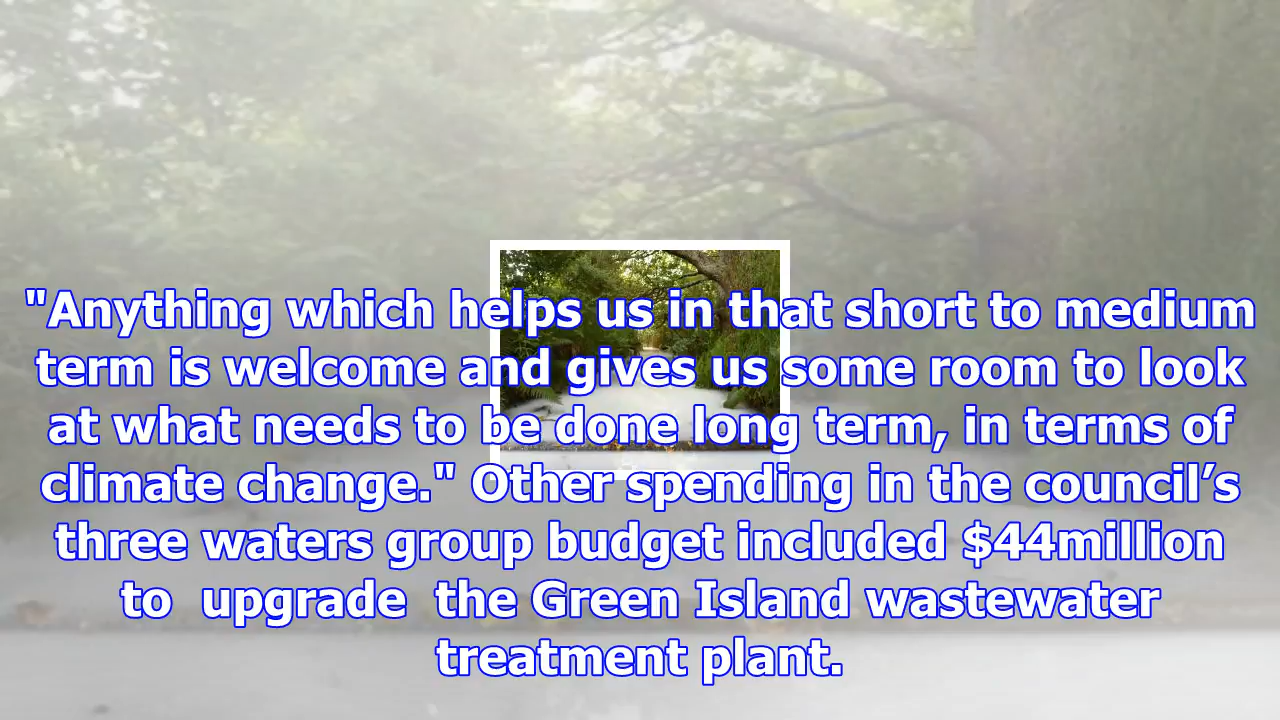 "Anything which helps us in that short to medium
term is welcome and gives us some room to look
at what needs to be done long term, in terms of
climate change." Other spending in the council’s
three waters group budget included $44million
to  upgrade  the Green Island wastewater
treatment plant.